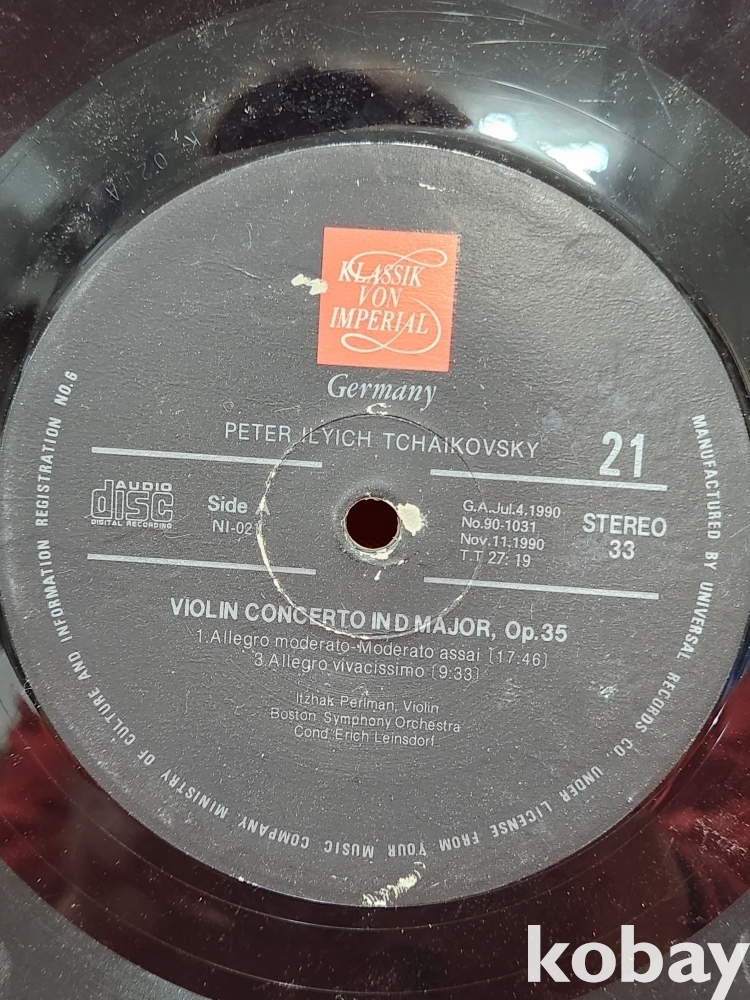 K 021A
KLASSIK
VON
IMPERIAL
Germany
PETER ILYICH TCHAIKOVSKY
21
AUDIO
disc
DIGITAL RECORDING
Side A
NI-021
G.A.Jul.4.1990
No.90-1031
Nov.11.1990
T.T 27:19
STEREO
33
VIOLIN CONCERTO IN D MAJOR, Op.35
1.Allegro moderato-Moderato assai [17:46]
3.Allegro vivacissimo [9:33]
Itzhak Perlman, Violin
Boston Symphony Orchestra
Cond.Erich Leinsdorf
MANUFACTURED BY UNIVERSAL RECORDS CO. UNDER LICENSE FROM YOUR MUSIC COMPANY. MINISTRY OF CULTURE AND INFORMATION REGISTRATION NO.6
kobay